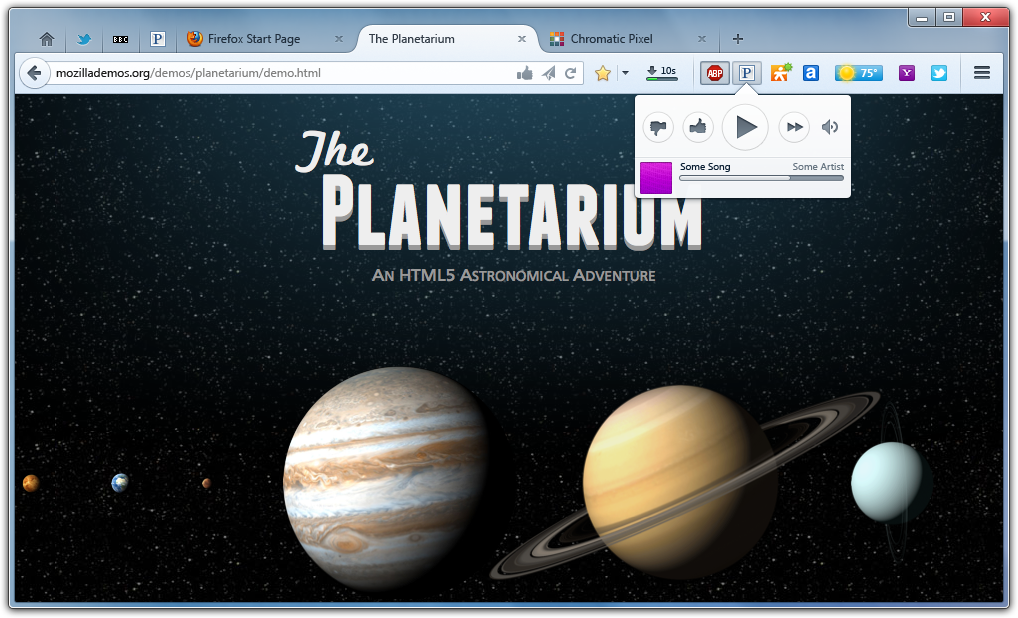 BBC P Firefox Start Page The Planetarium Chromatic Pixel
mozillademos.org/demos/planetarium/demo.html 10s ABP P a 75° Y
Some Song Some Artist
The
PLANETARIUM
AN HTML5 ASTRONOMICAL ADVENTURE